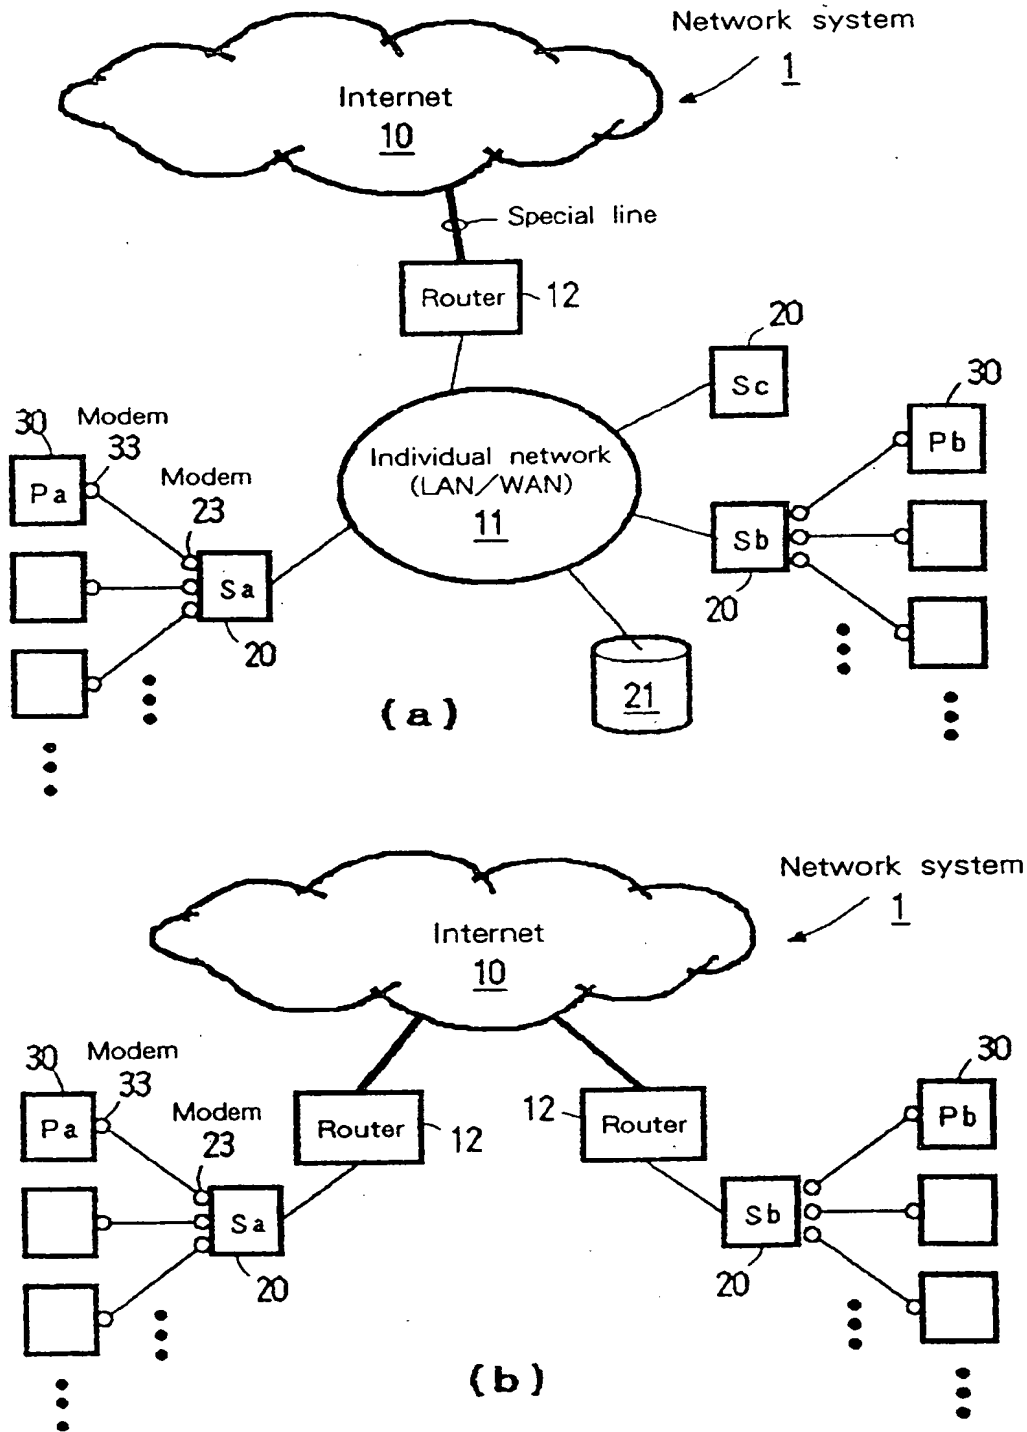 Network system
1
Internet
10
Special line
Router
12
20
Sc
30
Pb
30
Modem
33
Pa
Modem
23
Individual network
(LAN/WAN)
11
Sb
20
Sa
20
21
(a)
Network system
1
Internet
10
30
Modem
33
Pa
Modem
23
Router
12
12
Router
30
Pb
Sa
20
Sb
20
(b)